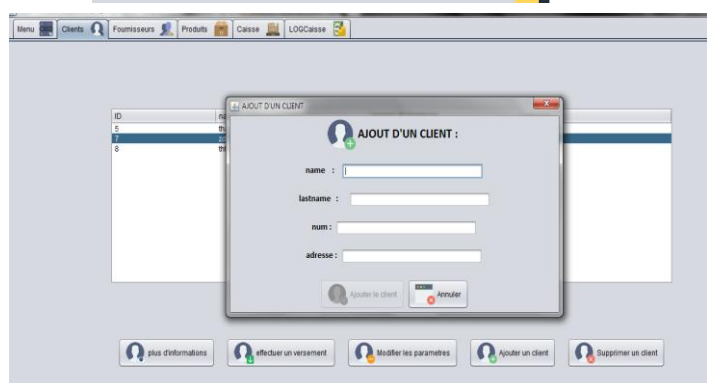 Menu Clients Fournisseurs Produits Caisse LOGCaisse
AJOUT D'UN CLIENT
ID
5
7
8
AJOUT D'UN CLIENT :
name :
lastname :
num :
adresse :
Ajouter le client Annuler
plus d'informations effectuer un versement Modifier les parametres Ajouter un client Supprimer un client